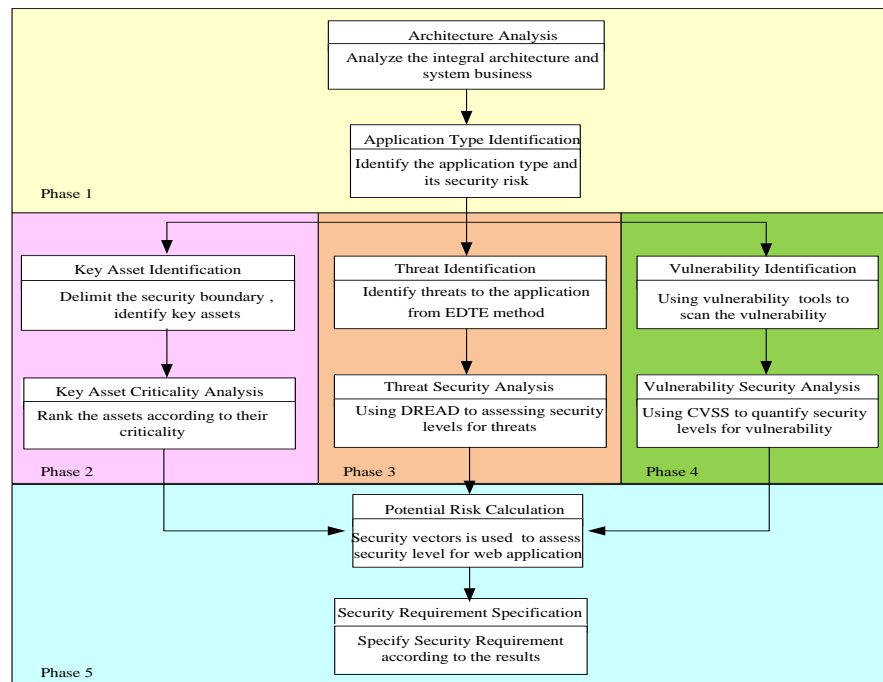 Architecture Analysis
Analyze the integral architecture and
system business
Application Type Identification
Identify the application type and
its security risk
Phase 1
Key Asset Identification
Delimit the security boundary ,
identify key assets
Key Asset Criticality Analysis
Rank the assets according to their
criticality
Phase 2
Threat Identification
Identify threats to the application
from EDTE method
Threat Security Analysis
Using DREAD to assessing security
levels for threats
Phase 3
Vulnerability Identification
Using vulnerability tools to
scan the vulnerability
Vulnerability Security Analysis
Using CVSS to quantify security
levels for vulnerability
Phase 4
Potential Risk Calculation
Security vectors is used to assess
security level for web application
Security Requirement Specification
Specify Security Requirement
according to the results
Phase 5